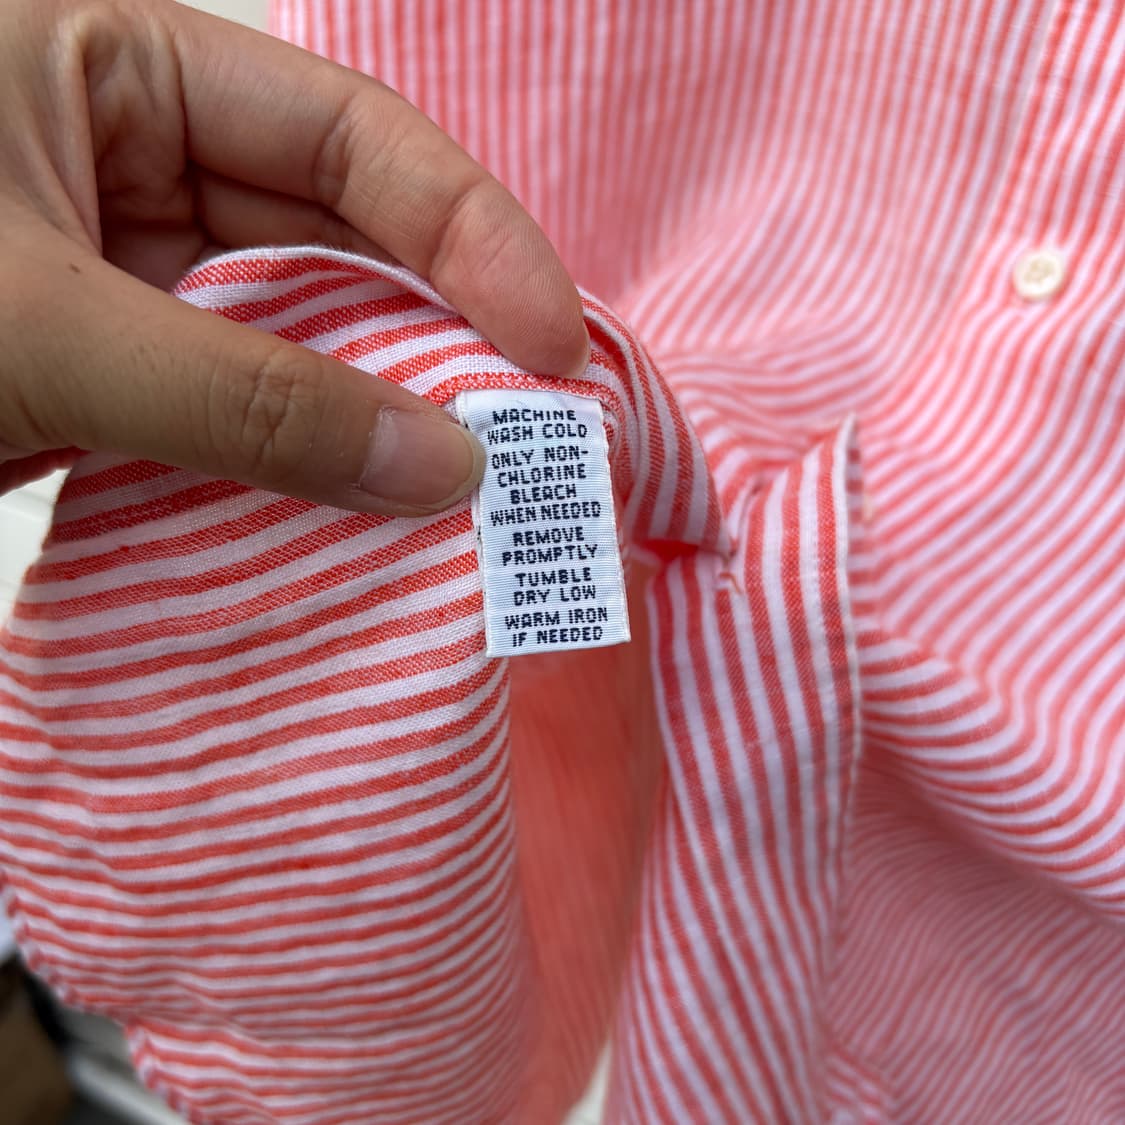 MACHINE
WASH COLD
ONLY NON-
CHLORINE
BLEACH
WHEN NEEDED
REMOVE
PROMPTLY
TUMBLE
DRY LOW
WARM IRON
IF NEEDED